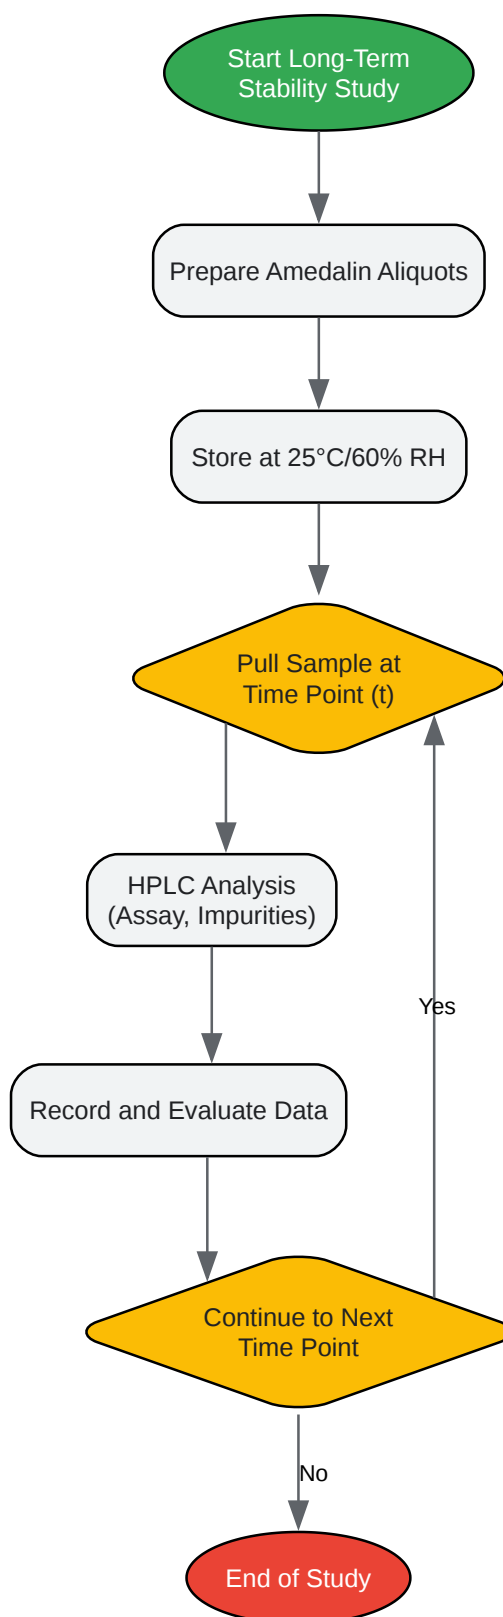 Start Long-Term
Stability Study
Prepare Amedalin Aliquots
Store at 25°C/60% RH
Pull Sample at
Time Point (t)
HPLC Analysis
(Assay, Impurities)
Yes
Record and Evaluate Data
Continue to Next
Time Point
No
End of Study